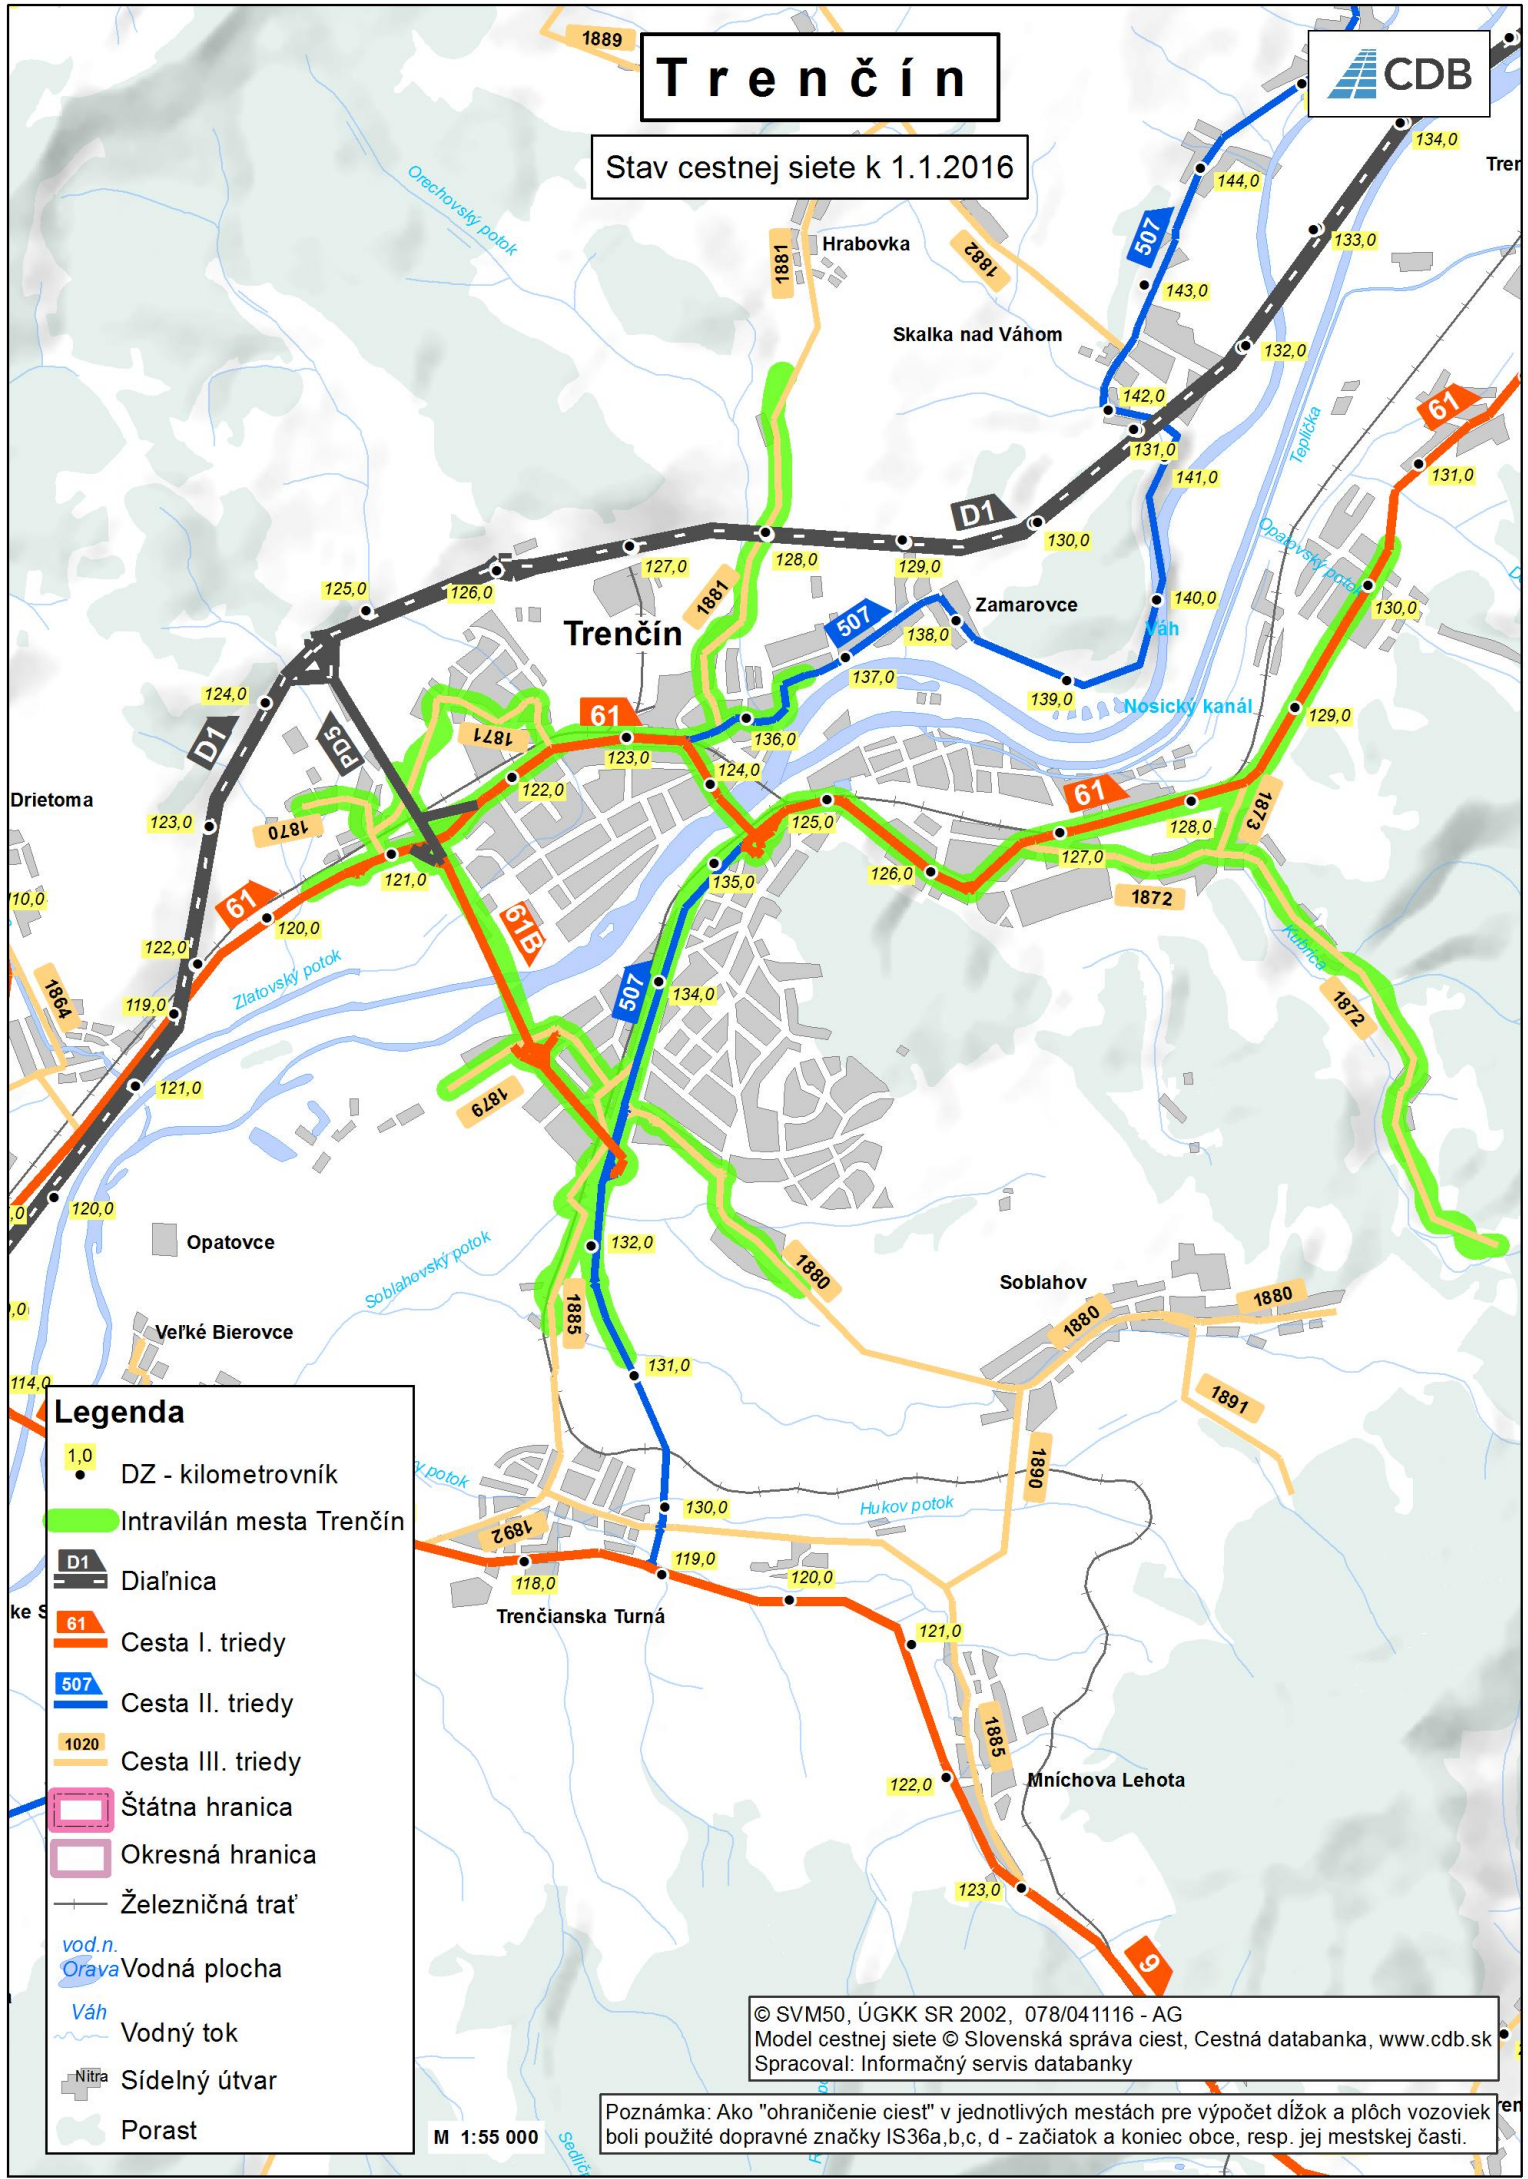 1889
Trenčín
CDB
Stav cestnej siete k 1.1.2016
134,0
Orechovský potok
144,0
507
133,0
Hrabovka
1881
1882
143,0
Skalka nad Váhom
132,0
142,0
61
Teplička
131,0
131,0
141,0
D1
130,0
Opatovský potok
127,0
128,0
129,0
125,0
126,0
1881
130,0
140,0
Zamarovce
507
138,0
Váh
Trenčín
137,0
124,0
139,0
Nosický kanál
129,0
61
D1
PD5
1871
136,0
123,0
124,0
122,0
Drietoma
61
123,0
1870
125,0
128,0
1873
121,0
126,0
127,0
135,0
1872
61
120,0
61B
122,0
Kubrica
Zlatovský potok
1864
507
134,0
119,0
1872
121,0
1879
120,0
Opatovce
132,0
Soblahovský potok
1880
Soblahov
1885
1880
1880
Veľké Bierovce
131,0
114,0
1891
Legenda
1,0
DZ - kilometrovník
Intravilán mesta Trenčín
D1
Diaľnica
61
Cesta I. triedy
507
Cesta II. triedy
1020
Cesta III. triedy
Štátna hranica
Okresná hranica
Železničná trať
vod.n.
Orava
Vodná plocha
Váh
Vodný tok
Nitra
Sídelný útvar
Porast
potok
1890
130,0
Hukov potok
1892
119,0
118,0
120,0
Trenčianska Turná
121,0
1885
122,0
Mníchova Lehota
123,0
9
© SVM50, ÚGKK SR 2002, 078/041116 - AG
Model cestnej siete © Slovenská správa ciest, Cestná databanka, www.cdb.sk
Spracoval: Informačný servis databanky
Poznámka: Ako "ohraničenie ciest" v jednotlivých mestách pre výpočet dĺžok a plôch vozoviek
boli použité dopravné značky IS36a,b,c, d - začiatok a koniec obce, resp. jej mestskej časti.
M 1:55 000